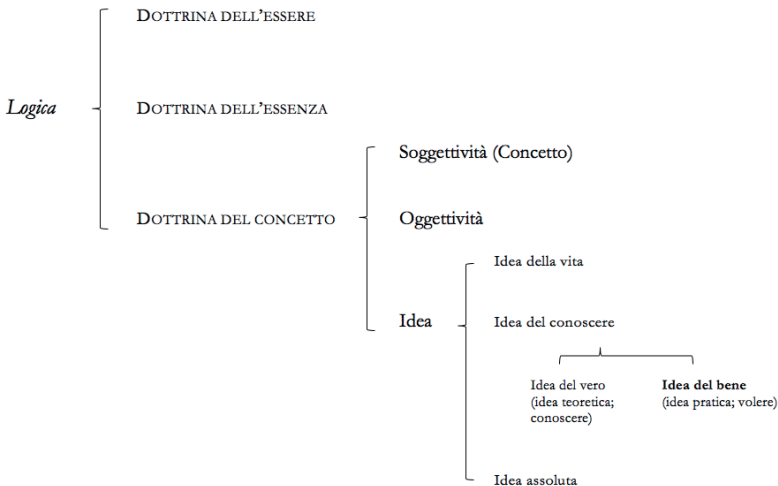 DOTTRINA DELL'ESSERE
Logica
DOTTRINA DELL'ESSENZA
Soggettività (Concetto)
DOTTRINA DEL CONCETTO
Oggettività
Idea della vita
Idea
Idea del conoscere
Idea del vero
(idea teoretica;
conoscere)
Idea del bene
(idea pratica; volere)
Idea assoluta